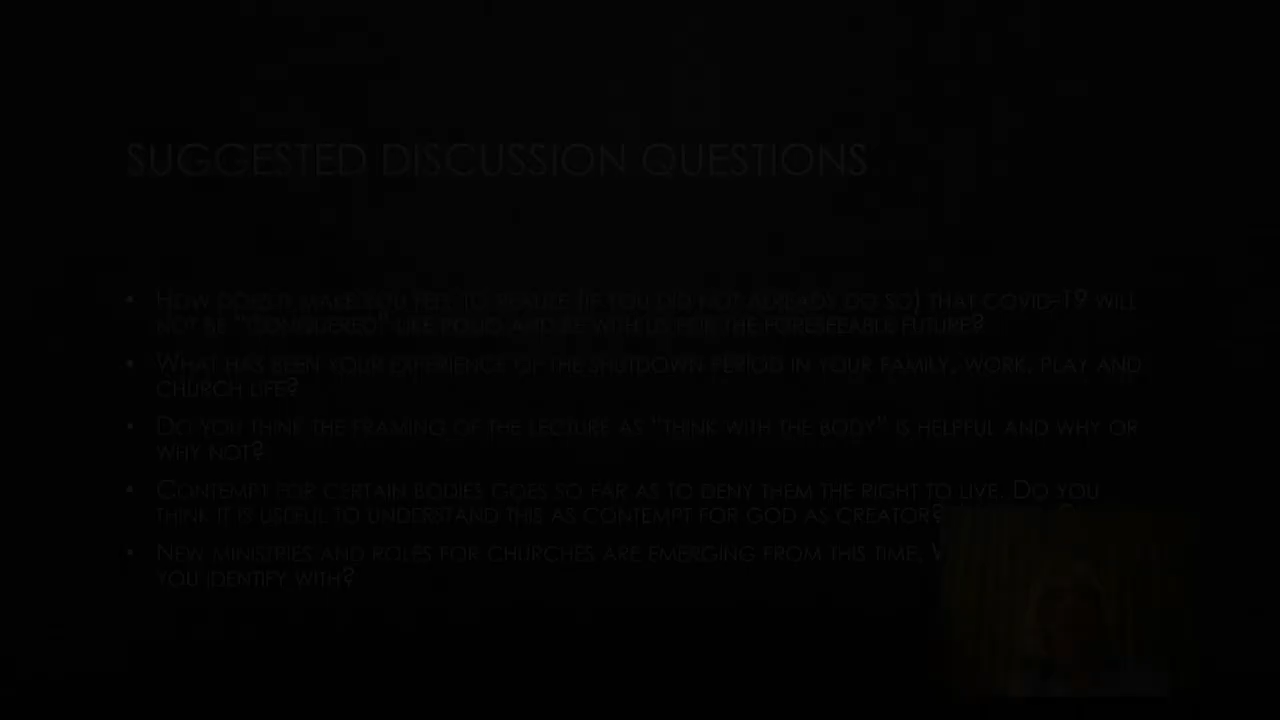 SUGGESTED DISCUSSION QUESTIONS
• HOW DOES IT MAKE YOU FEEL TO REALIZE (IF YOU DID NOT ALREADY DO SO) THAT COVID-19 WILL
NOT BE "CONQUERED" LIKE POLIO AND BE WITH US FOR THE FORESEEABLE FUTURE?
• WHAT HAS BEEN YOUR EXPERIENCE OF THE SHUTDOWN PERIOD IN YOUR FAMILY, WORK, PLAY AND
CHURCH LIFE?
• DO YOU THINK THE FRAMING OF THE LECTURE AS "THINK WITH THE BODY" IS HELPFUL AND WHY OR
WHY NOT?
• CONTEMPT FOR CERTAIN BODIES GOES SO FAR AS TO DENY THEM THE RIGHT TO LIVE. DO YOU
THINK IT IS USEFUL TO UNDERSTAND THIS AS CONTEMPT FOR GOD AS CREATOR?
• NEW MINISTRIES AND ROLES FOR CHURCHES ARE EMERGING FROM THIS TIME.
YOU IDENTIFY WITH?